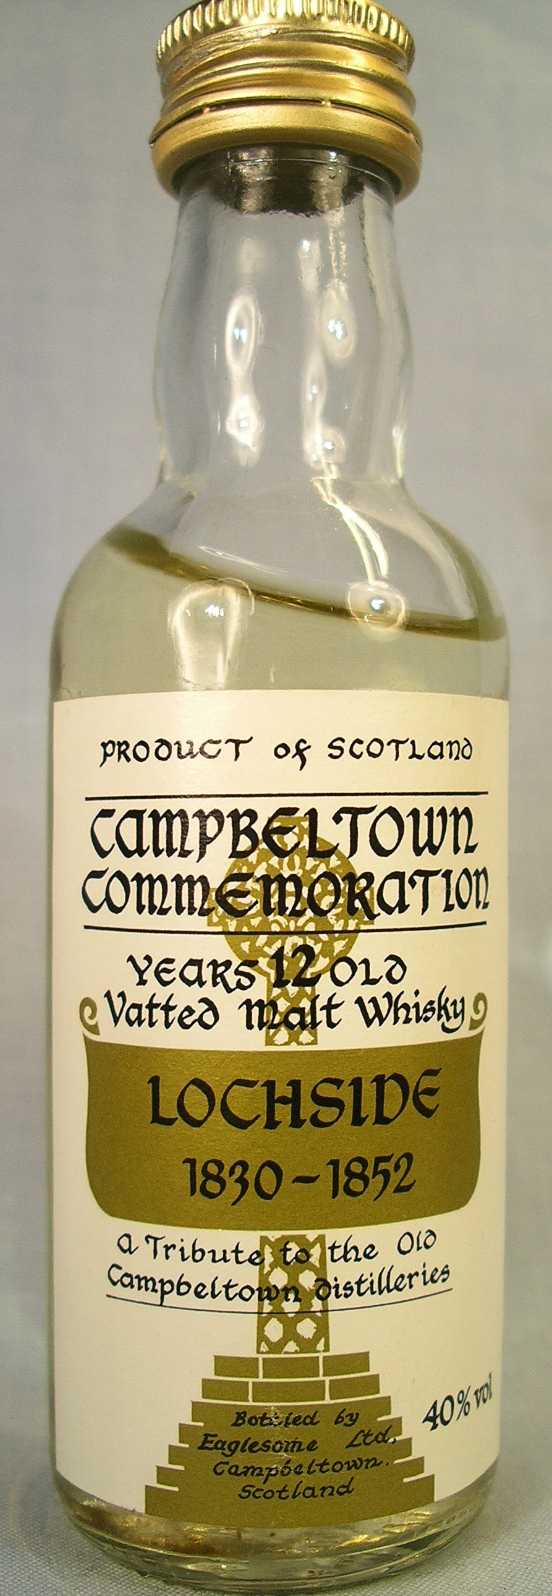 PRODUCT of SCOTLAND
CAMPBELTOWN
COMMEMORATION
YEARS 12 OLD
Vatted Malt Whisky
LOCHSIDE
1830-1852
A Tribute to the Old
Campbeltown Distilleries
40% vol
Bottled by
Eaglesome Ltd.
Campbeltown.
Scotland